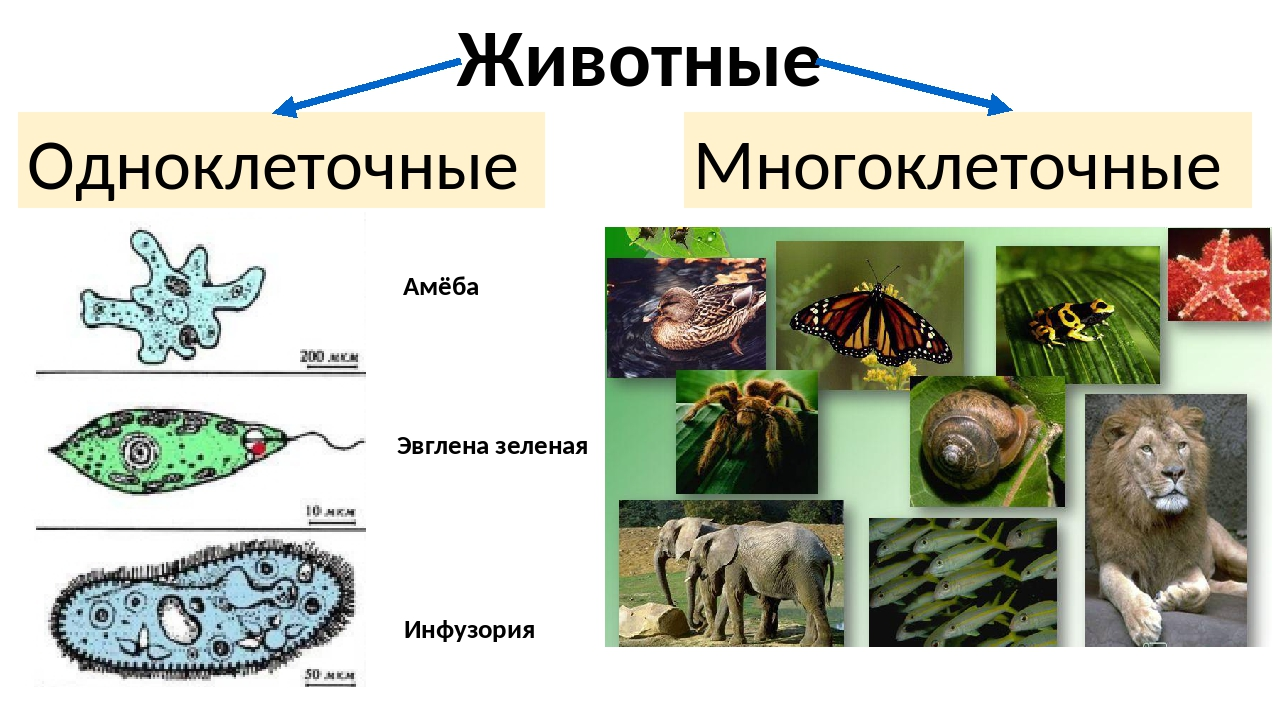 Животные
Одноклеточные
Многоклеточные
Амёба
200 мкм
Эвглена зеленая
10 мкм
Инфузория
50 мкм